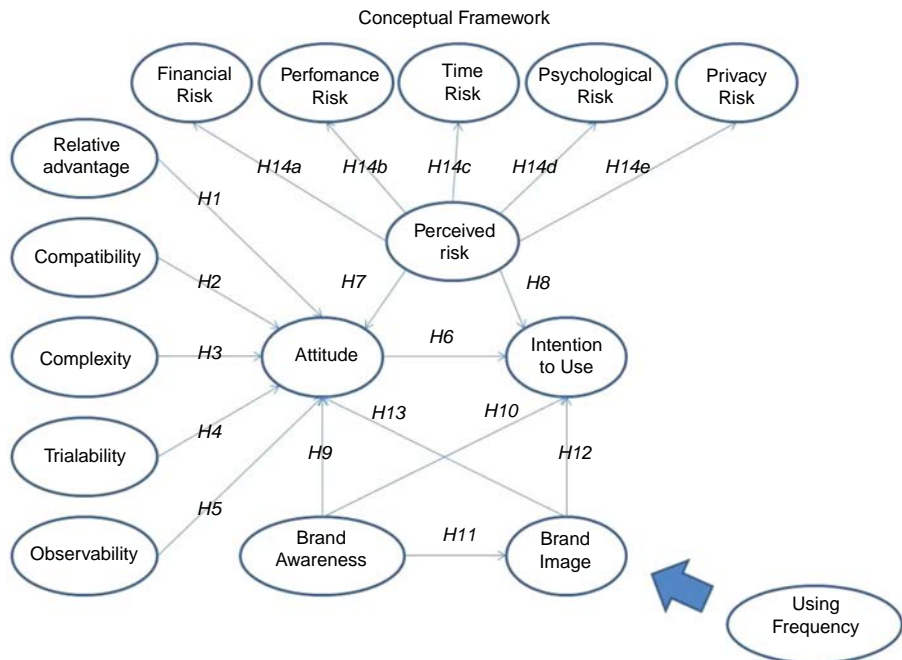 Conceptual Framework
Financial
Risk
Perfomance
Risk
Time
Risk
Psychological
Risk
Privacy
Risk
Relative
advantage
H14a
H14b
H14c
H14d
H14e
H1
Perceived
risk
Compatibility
H2
H7
H8
Complexity
H3
Attitude
H6
Intention
to Use
H4
H13
H10
Trialability
H9
H12
H5
Observability
Brand
Awareness
H11
Brand
Image
Using
Frequency